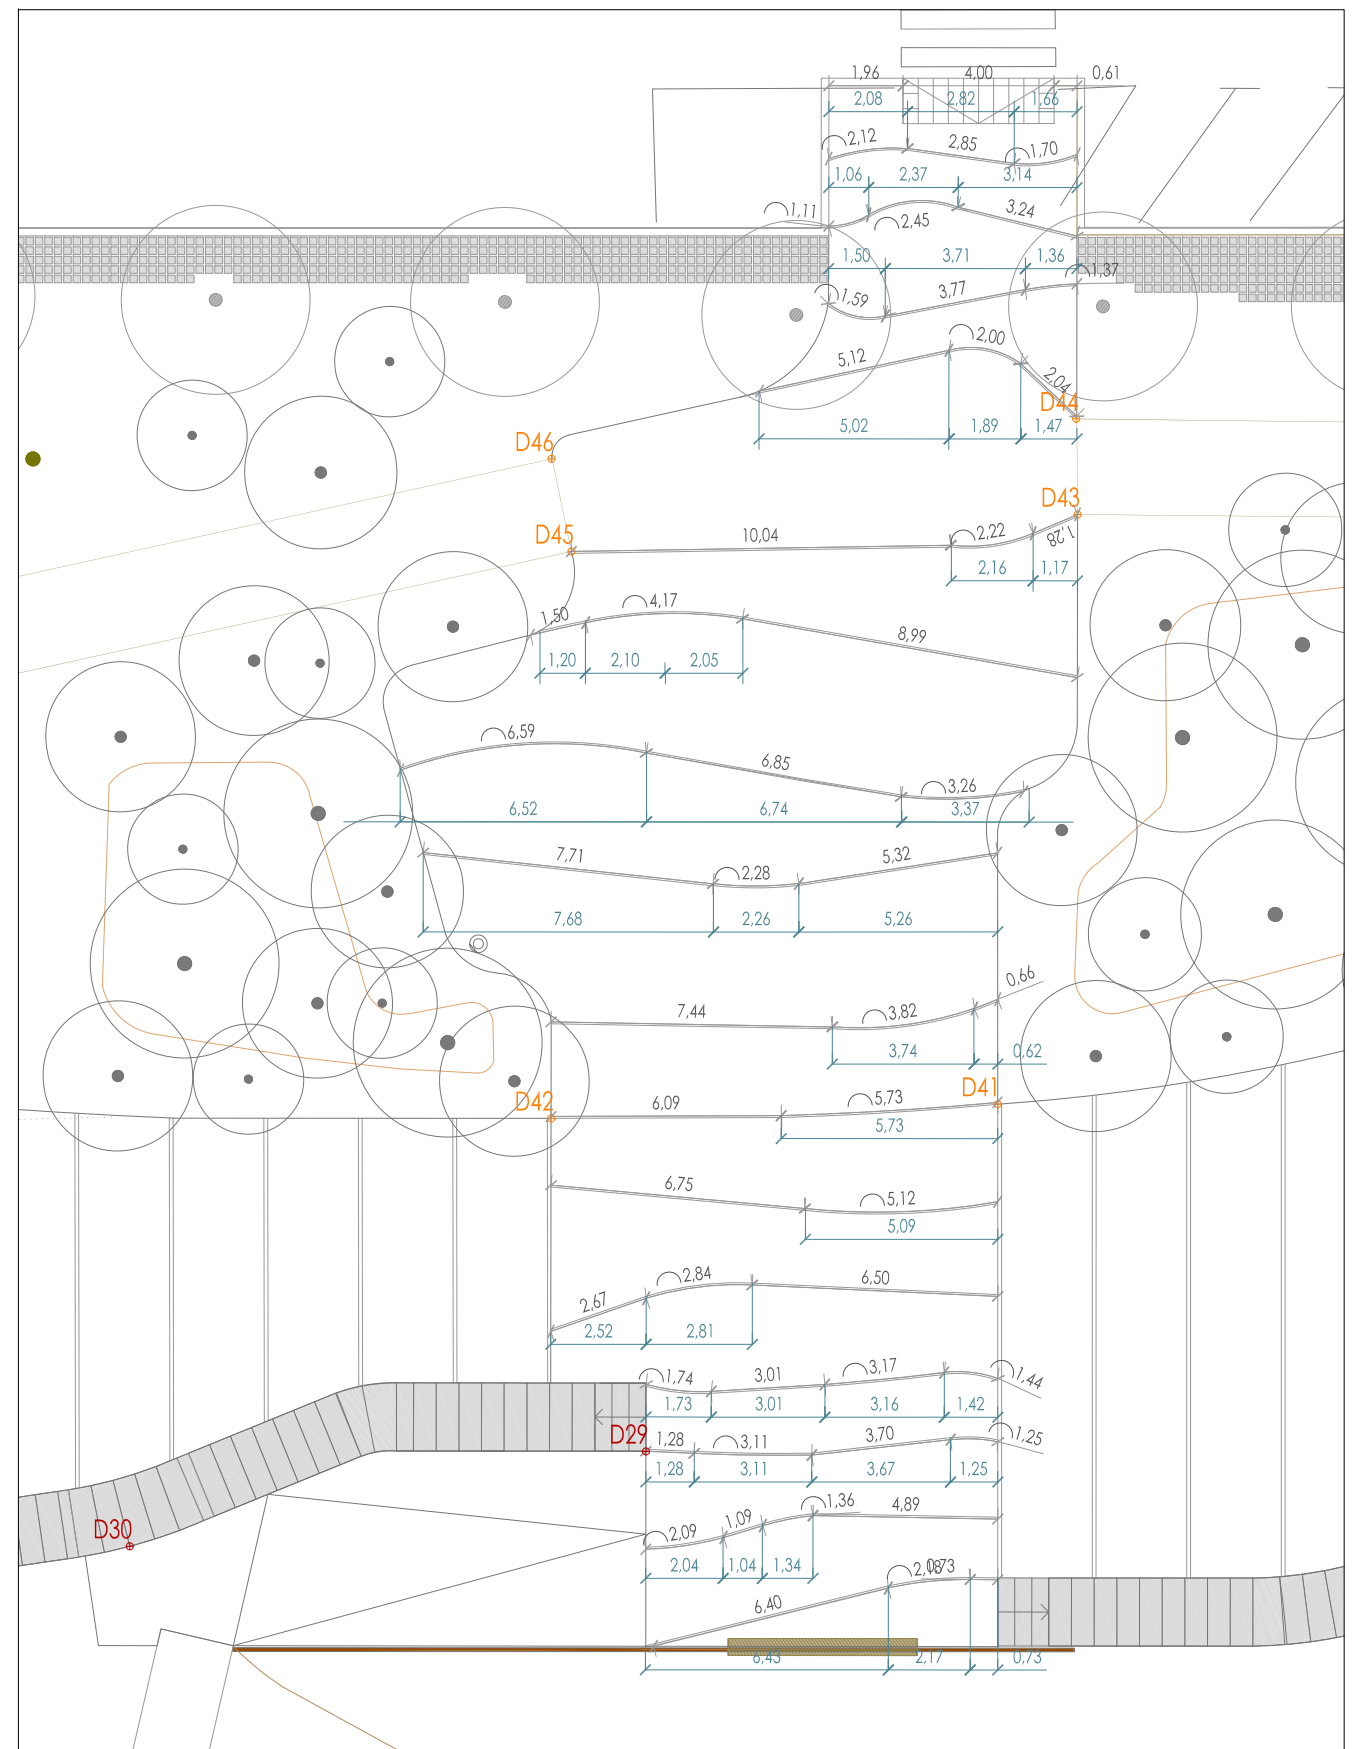 1,96 4,00 0,61
2,08 2,82 1,66
2,12 2,85 1,70
1,06 2,37 3,14
1,11 2,45 3,24
1,50 3,71 1,36
1,59 3,77 1,37
5,12 2,00 2,04
D44
5,02 1,89 1,47
D46
D43
D45 10,04 2,22 1,28
2,16 1,17
1,50 4,17 8,99
1,20 2,10 2,05
6,59 6,85 3,26
6,52 6,74 3,37
7,71 2,28 5,32
7,68 2,26 5,26
7,44 3,82 0,66
3,74 0,62
D41
D42 6,09 5,73
5,73
6,75 5,12
5,09
2,67 2,84 6,50
2,52 2,81
1,74 3,01 3,17 1,44
1,73 3,01 3,16 1,42
D29 1,28 3,11 3,70 1,25
1,28 3,11 3,67 1,25
D30
2,09 1,09 1,36 4,89
2,04 1,04 1,34
6,40 2,18 0,73
6,43 2,17 0,73